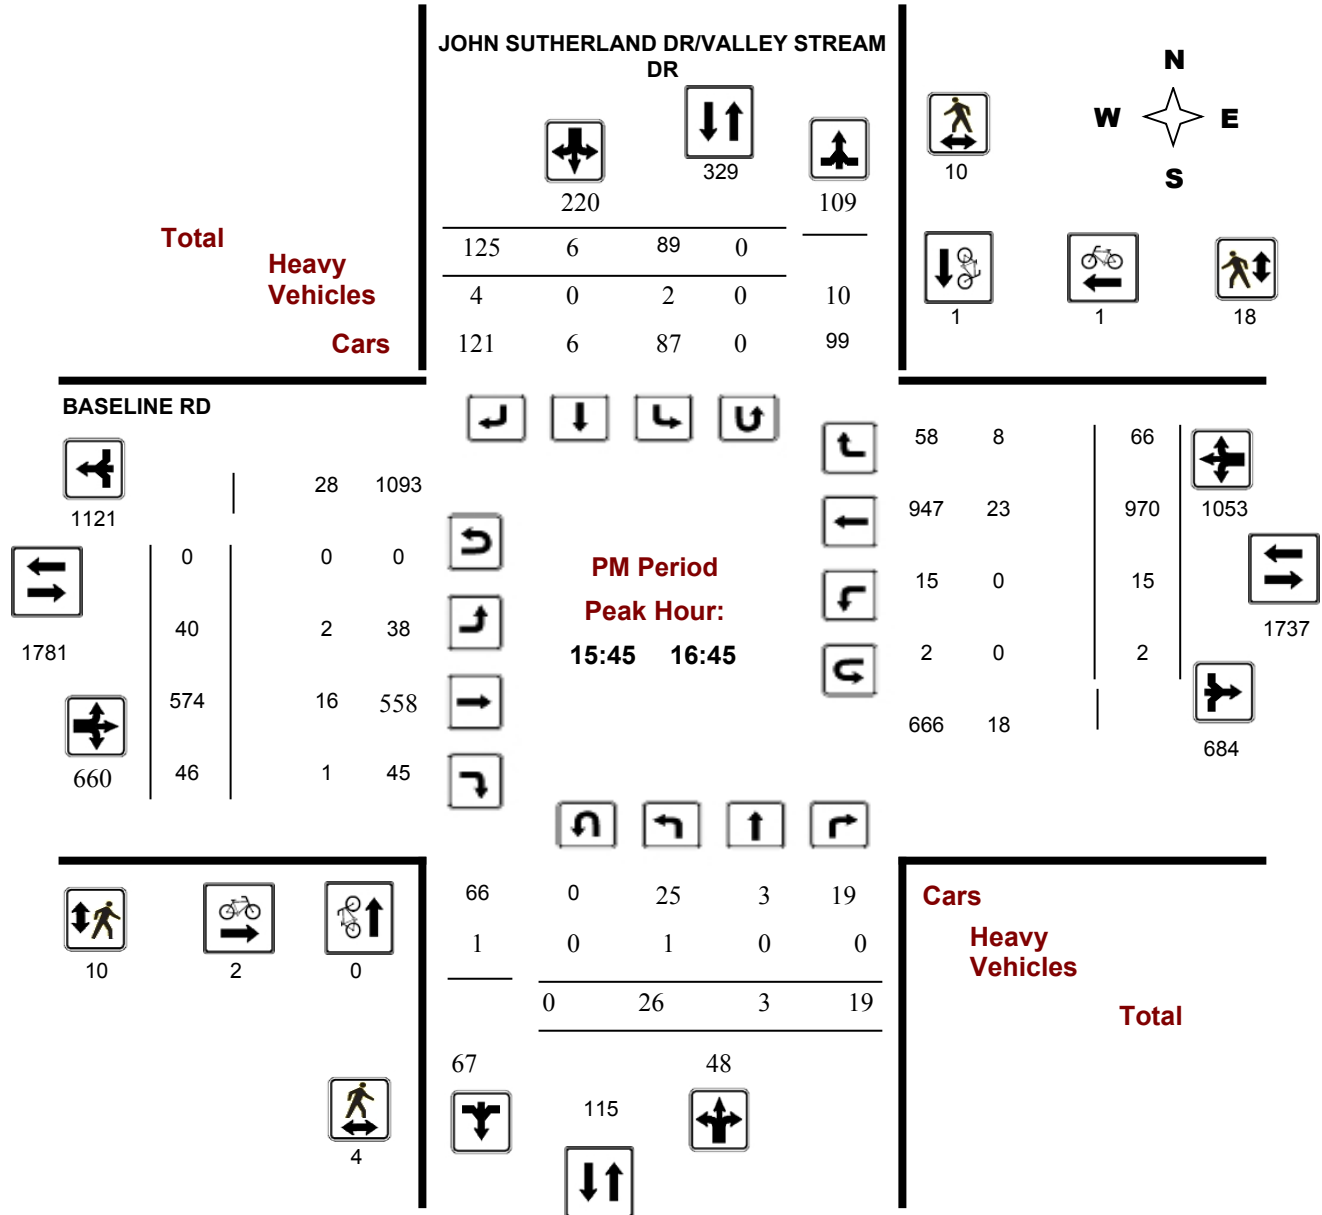 JOHN SUTHERLAND DR/VALLEY STREAM
DR
N
W E
S
329
10
220 109
Total
125 6 89 0
Heavy
Vehicles
4 0 2 0 10
1 1 18
Cars
121 6 87 0 99
BASELINE RD
58 8 66
28 1093
1121
947 23 970 1053
0 0 0
PM Period
15 0 15
Peak Hour:
40 2 38
1737
1781
15:45 16:45
2 0 2
574 16 558
666 18
684
660 46 1 45
66 0 25 3 19
Cars
1 0 1 0 0
Heavy
Vehicles
10 2 0
0 26 3 19
Total
67 48
115
4